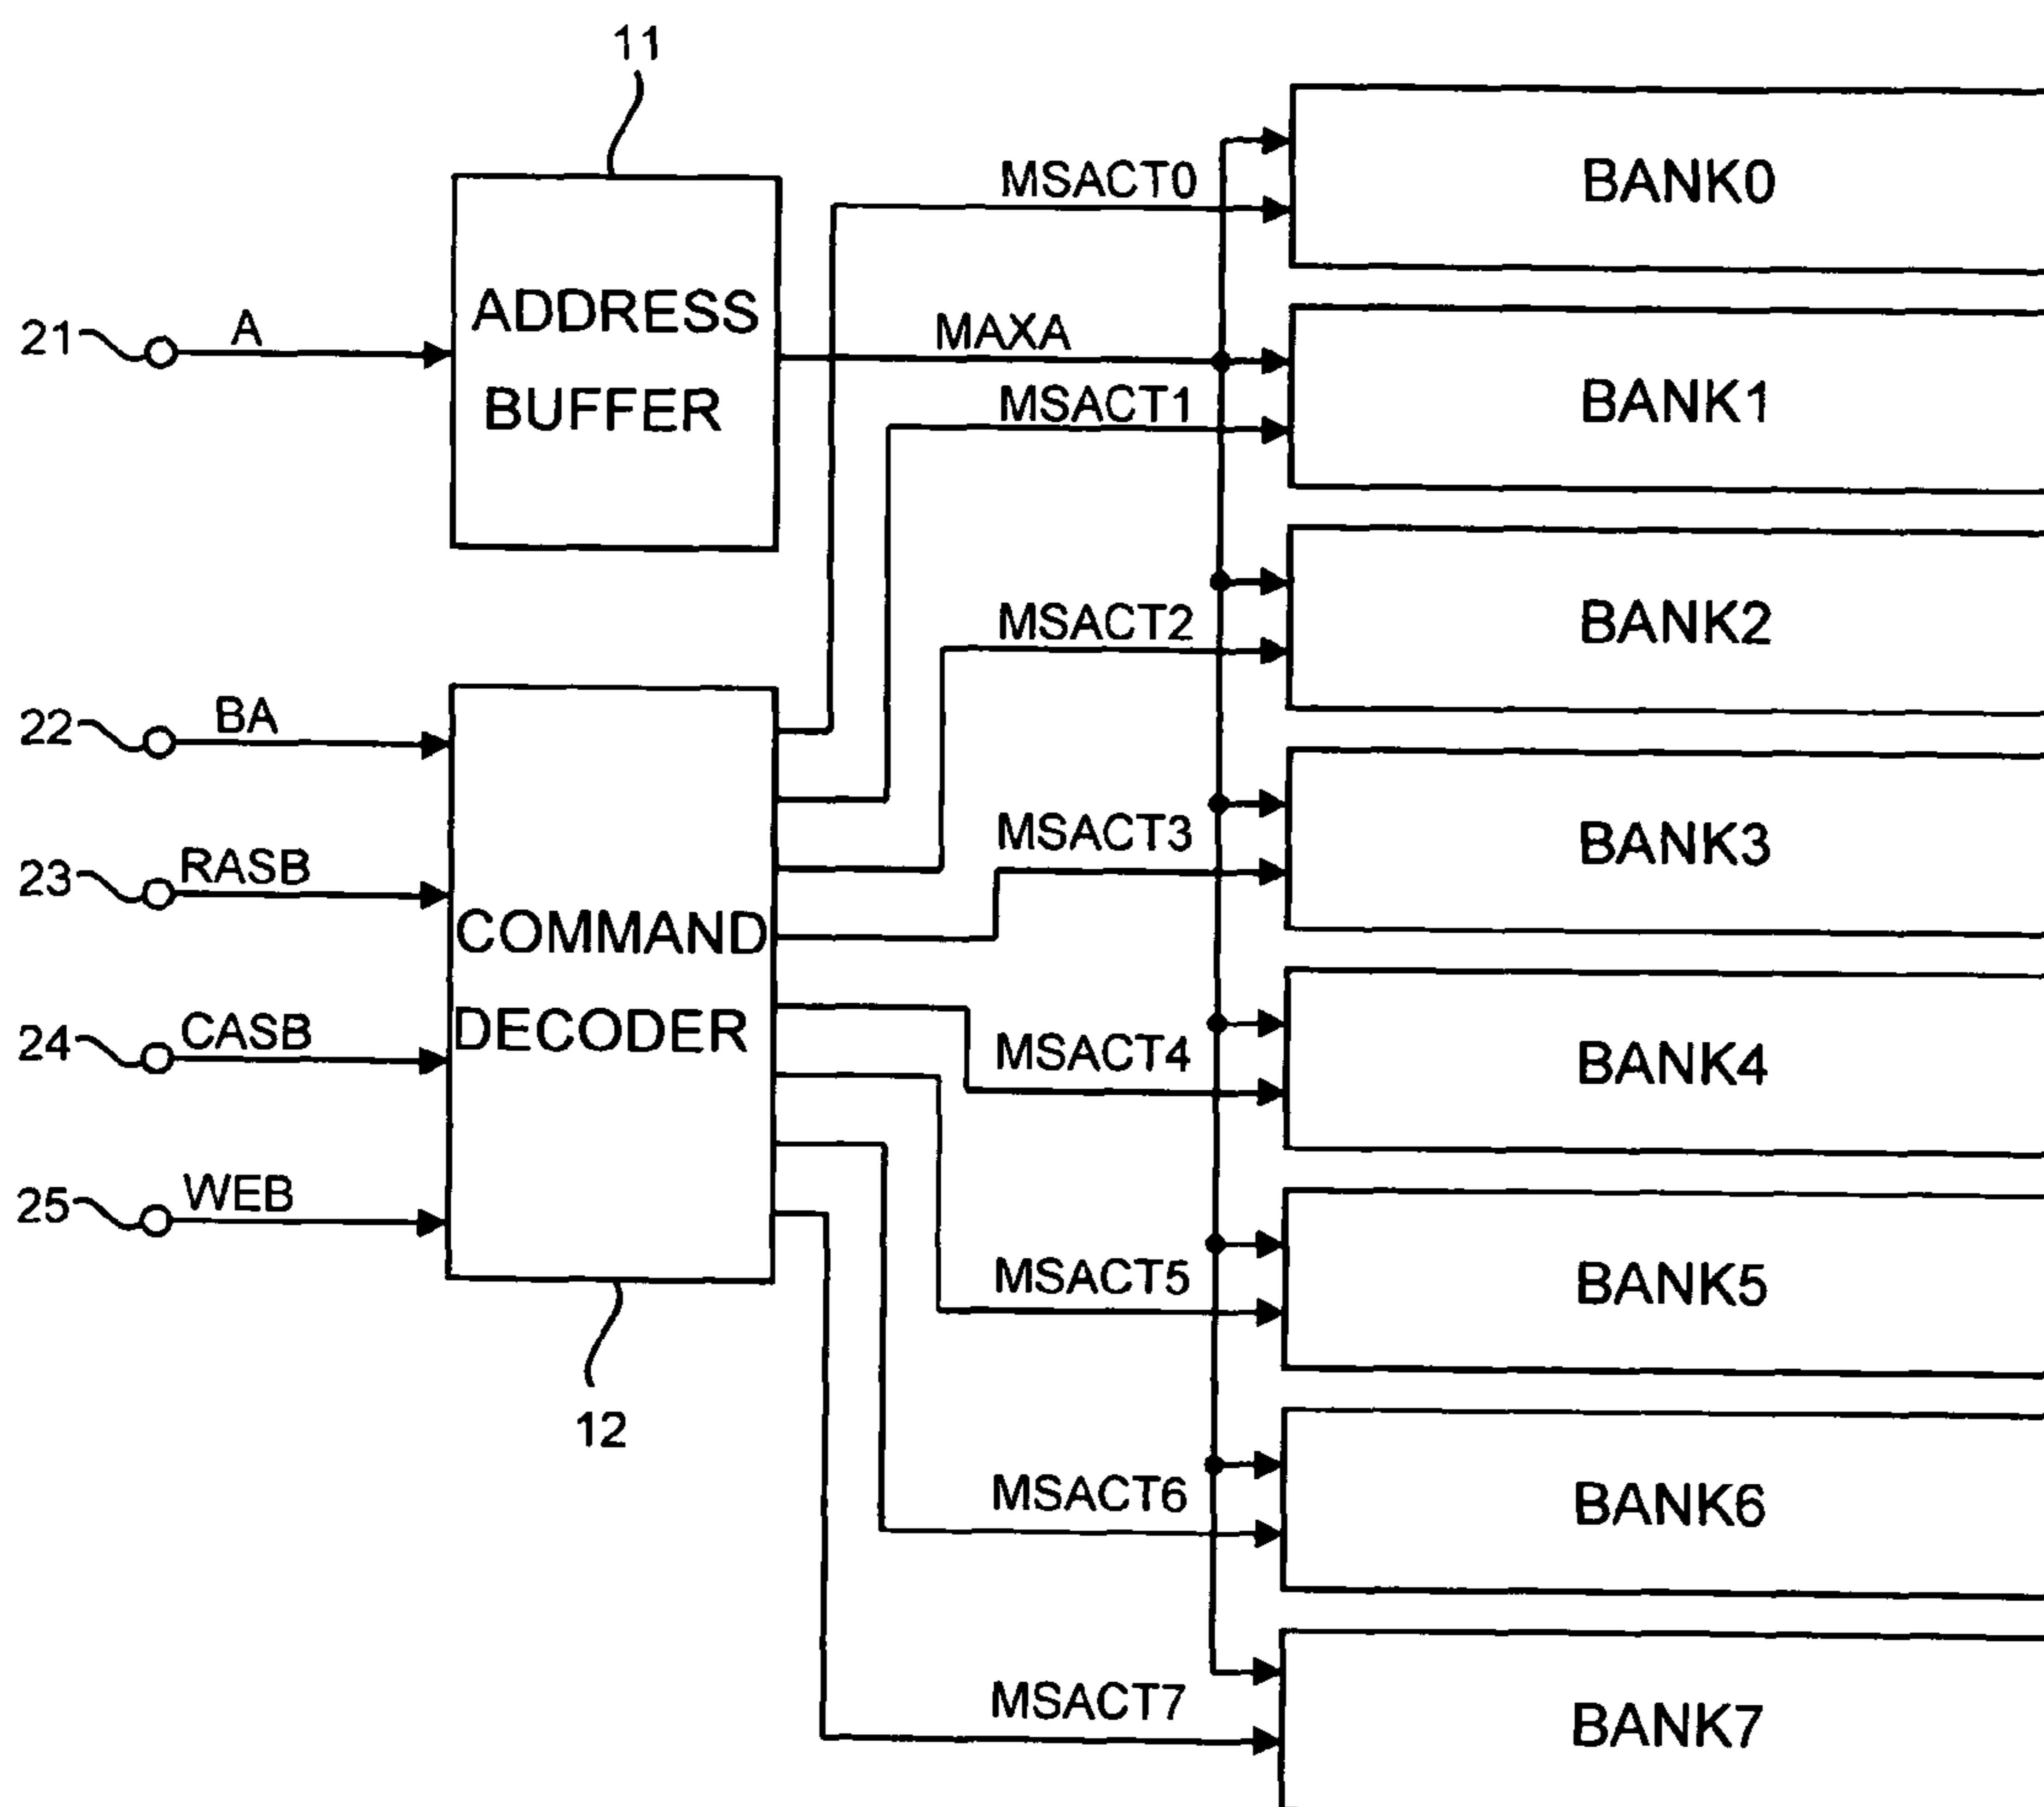 11
MSACT0
BANK0
21
A
ADDRESS
BUFFER
MAXA
MSACT1
BANK1
MSACT2
BANK2
22
BA
23
RASB
COMMAND
DECODER
MSACT3
BANK3
24
CASB
MSACT4
BANK4
25
WEB
MSACT5
BANK5
12
MSACT6
BANK6
MSACT7
BANK7